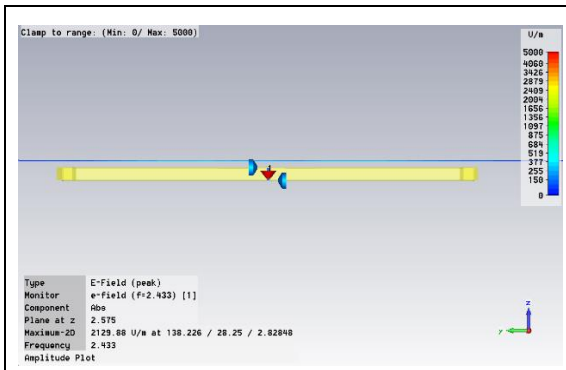 Clamp to range: (Min: 0/ Max: 5000)
V/m
5000
4060
3426
2879
2409
2004
1656
1356
1097
875
684
519
377
255
150
0
Type E-Field (peak)
Monitor e-field (f=2.433) [1]
Component Abs
Plane at z 2.575
Maximum-2D 2129.88 V/m at 138.226 / 28.25 / 2.82848
Frequency 2.433
Amplitude Plot
z
y